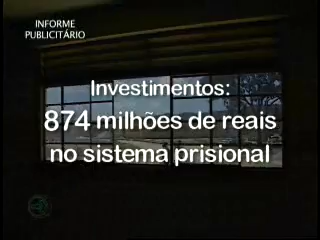 INFORME
PUBLICITÁRIO
Investimentos:
874 milhões de reais
no sistema prisional